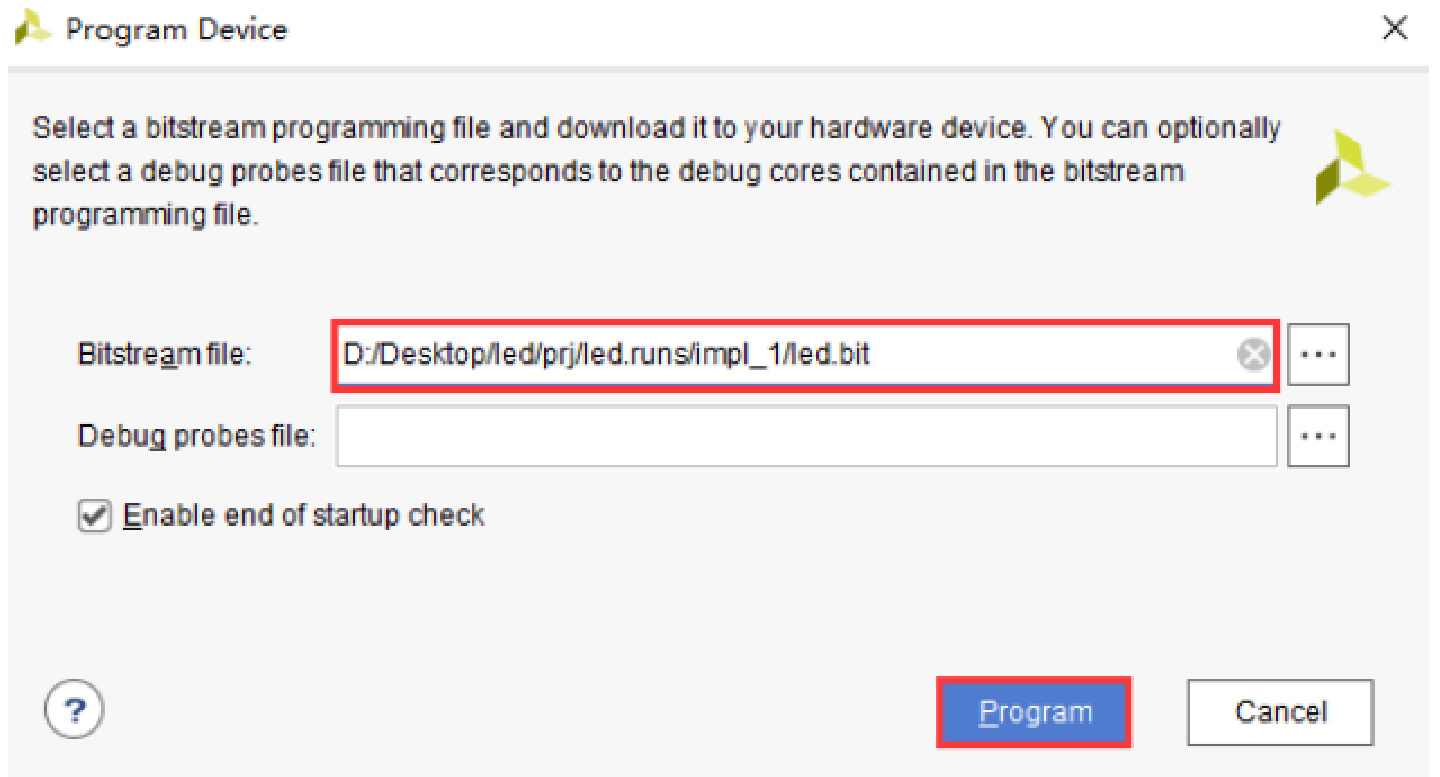 Program Device
Select a bitstream programming file and download it to your hardware device. You can optionally
select a debug probes file that corresponds to the debug cores contained in the bitstream
programming file.
Bitstream file: D:/Desktop/led/prj/led.runs/impl_1/led.bit ...
Debug probes file: ...
Enable end of startup check
? Program Cancel